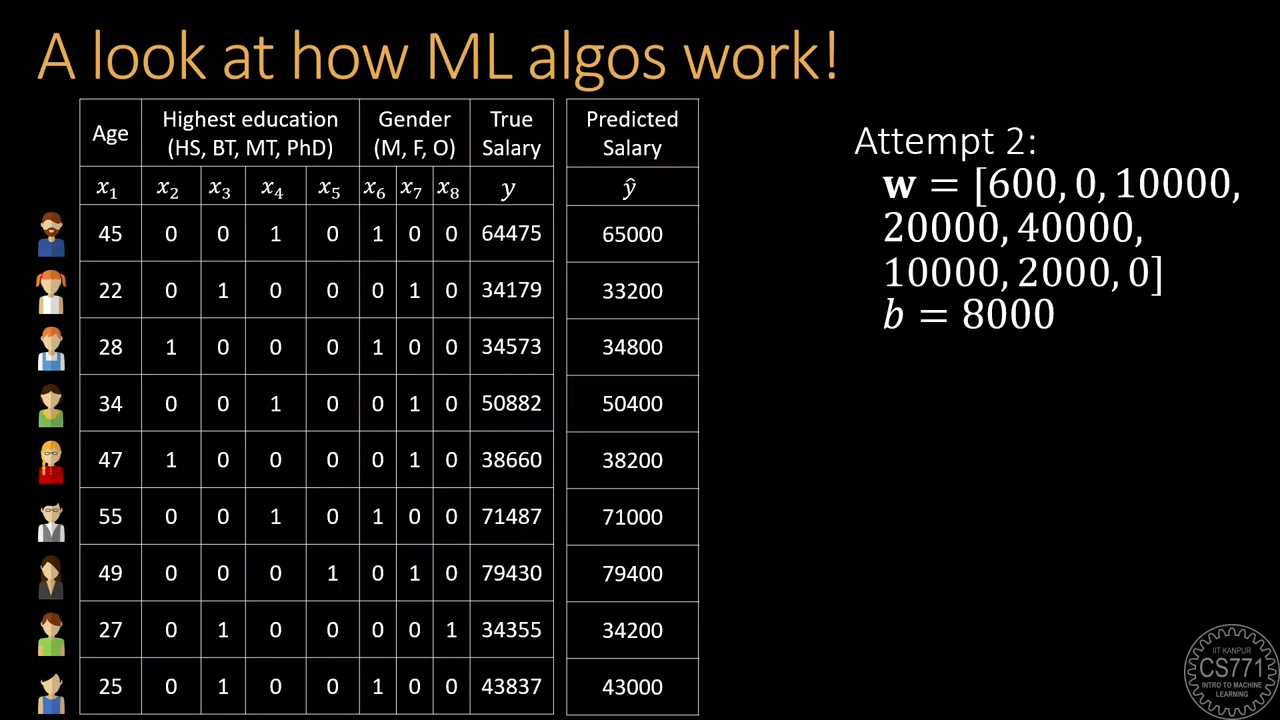 A look at how ML algos work!
Age Highest education (HS, BT, MT, PhD) Gender (M, F, O) True Salary Predicted Salary
x₁ x₂ x₃ x₄ x₅ x₆ x₇ x₈ y ŷ
45 0 0 1 0 1 0 0 64475 65000
22 0 1 0 0 0 1 0 34179 33200
28 1 0 0 0 1 0 0 34573 34800
34 0 0 1 0 0 1 0 50882 50400
47 1 0 0 0 0 1 0 38660 38200
55 0 0 1 0 1 0 0 71487 71000
49 0 0 0 1 0 1 0 79430 79400
27 0 1 0 0 0 0 1 34355 34200
25 0 1 0 0 1 0 0 43837 43000
Attempt 2:
w = [600, 0, 10000,
20000, 40000,
10000, 2000, 0]
b = 8000
IIT KANPUR
CS771
INTRO TO MACHINE
LEARNING